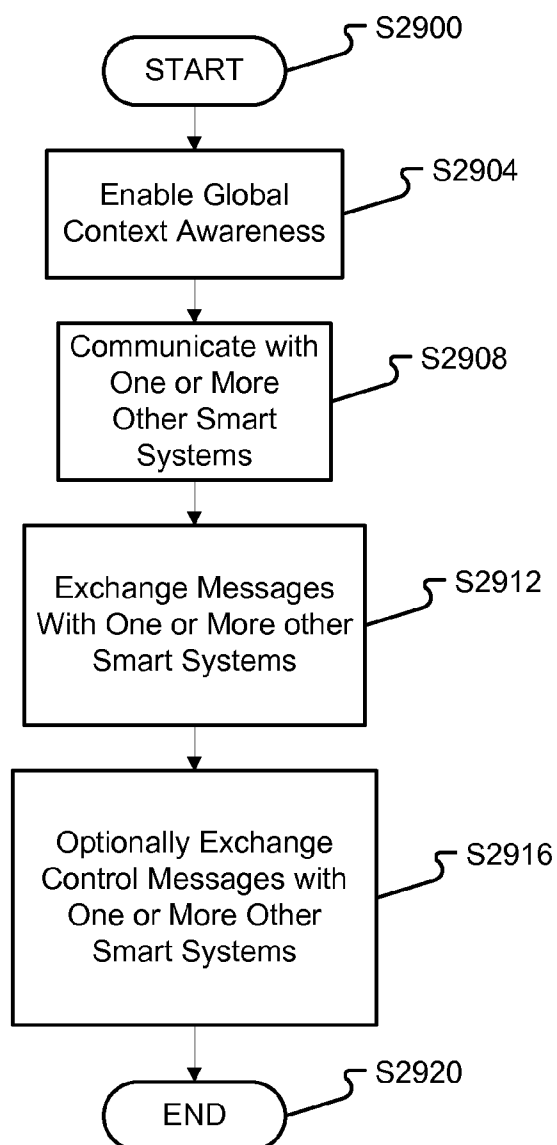 S2900
START
S2904
Enable Global
Context Awareness
Communicate with
One or More
Other Smart
Systems
S2908
Exchange Messages
With One or More other
Smart Systems
S2912
Optionally Exchange
Control Messages with
One or More Other
Smart Systems
S2916
S2920
END